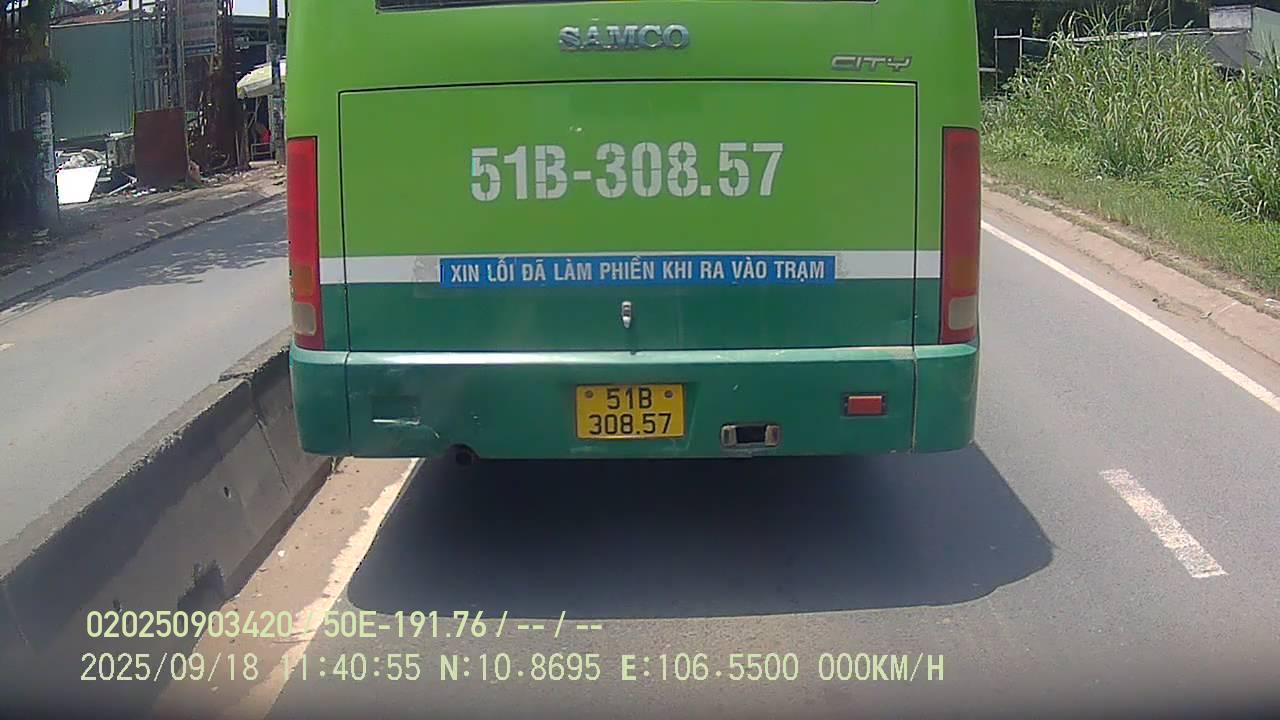 SAMCO
CITY
51B-308.57
XIN LỖI ĐÃ LÀM PHIỀN KHI RA VÀO TRẠM
51B
308.57
020250903420 / 50E-191.76 / -- / --
2025/09/18 11:40:55 N:10.8695 E:106.5500 000KM/H